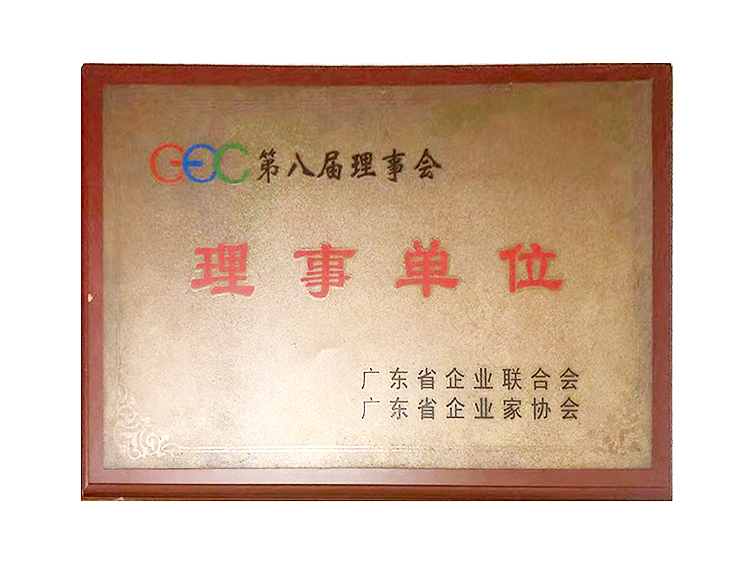 GEC第八届理事会
理事单位
广东省企业联合会
广东省企业家协会